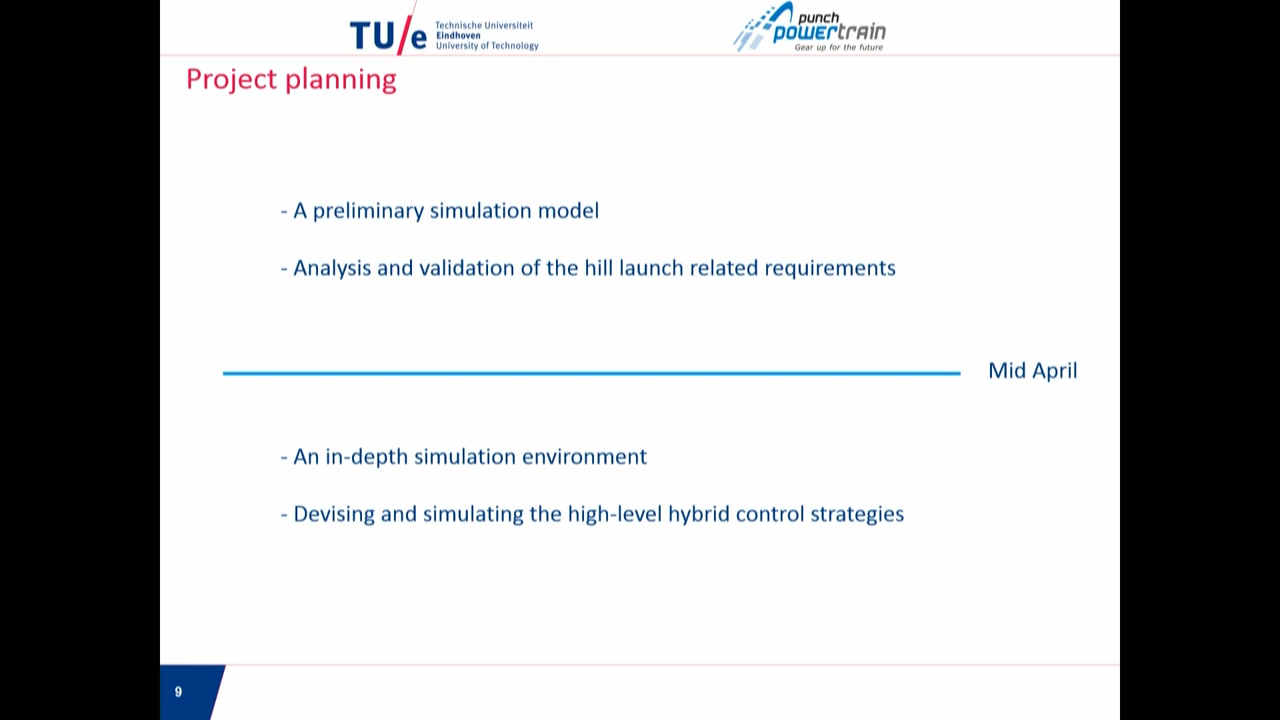 TU/e
Technische Universiteit
Eindhoven
University of Technology
punch
powertrain
Gear up for the future
Project planning
- A preliminary simulation model
- Analysis and validation of the hill launch related requirements
Mid April
- An in-depth simulation environment
- Devising and simulating the high-level hybrid control strategies
9